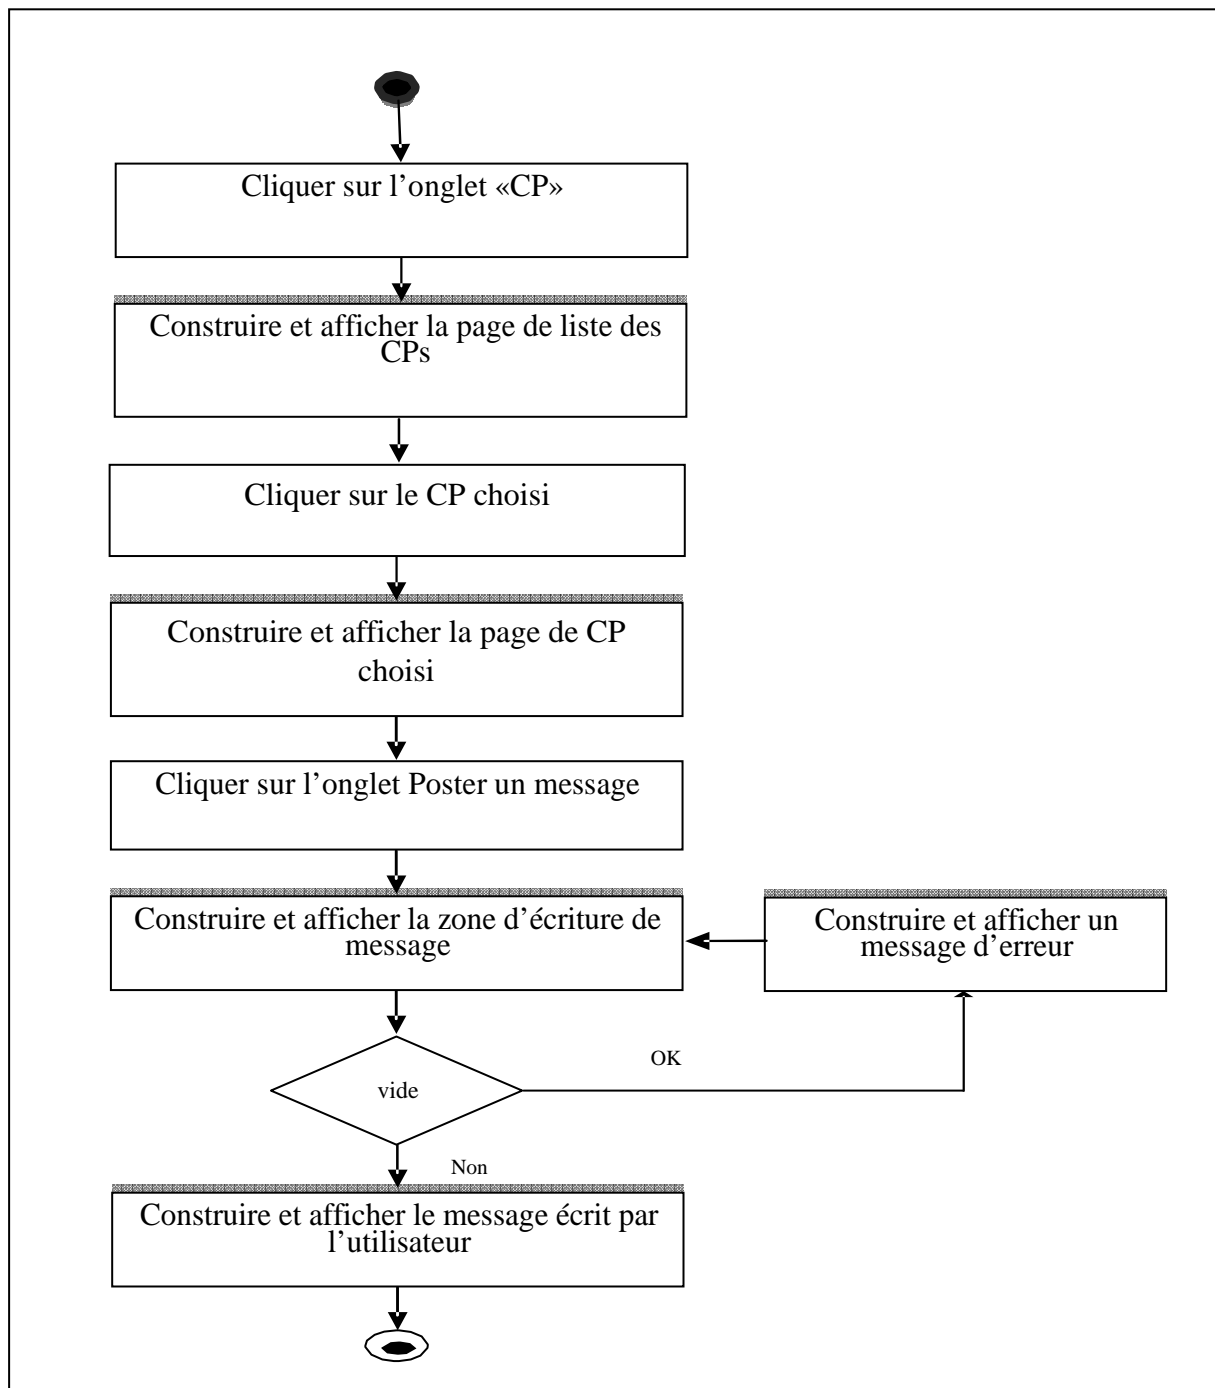 Cliquer sur l’onglet «CP»
Construire et afficher la page de liste des
CPs
Cliquer sur le CP choisi
Construire et afficher la page de CP
choisi
Cliquer sur l’onglet Poster un message
Construire et afficher la zone d’écriture de
message
Construire et afficher un
message d’erreur
OK
vide
Non
Construire et afficher le message écrit par
l’utilisateur